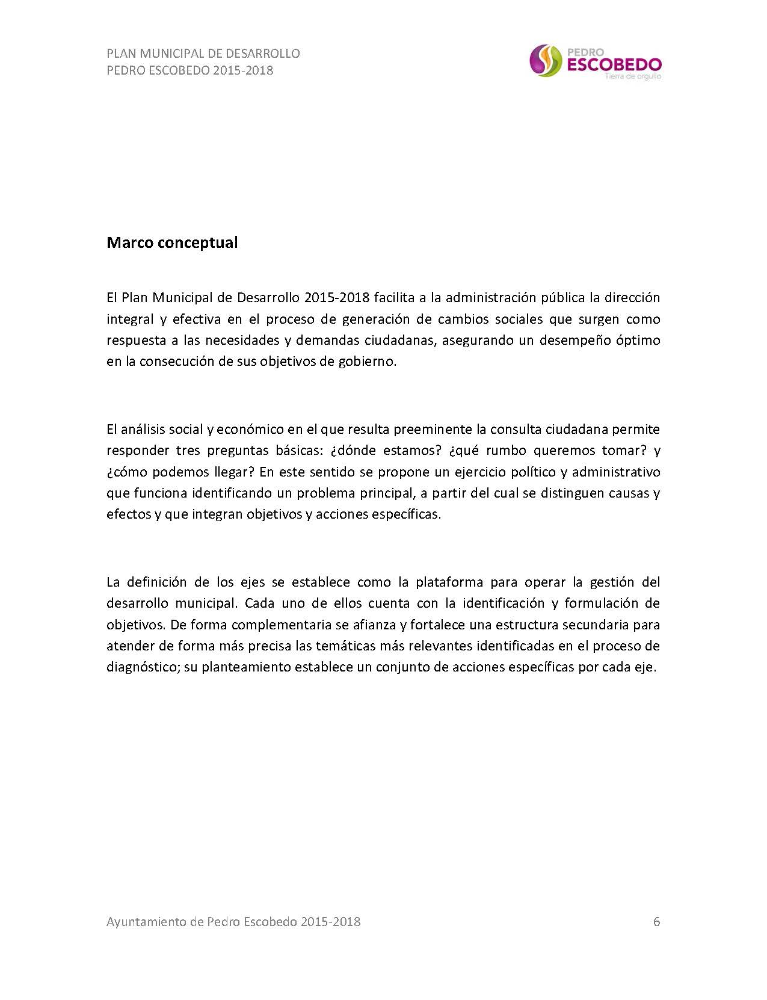 PLAN MUNICIPAL DE DESARROLLO
PEDRO ESCOBEDO 2015-2018
PEDRO
ESCOBEDO
Tierra de orgullo
Marco conceptual
El Plan Municipal de Desarrollo 2015-2018 facilita a la administración pública la dirección
integral y efectiva en el proceso de generación de cambios sociales que surgen como
respuesta a las necesidades y demandas ciudadanas, asegurando un desempeño óptimo
en la consecución de sus objetivos de gobierno.
El análisis social y económico en el que resulta preeminente la consulta ciudadana permite
responder tres preguntas básicas: ¿dónde estamos? ¿qué rumbo queremos tomar? y
¿cómo podemos llegar? En este sentido se propone un ejercicio político y administrativo
que funciona identificando un problema principal, a partir del cual se distinguen causas y
efectos y que integran objetivos y acciones específicas.
La definición de los ejes se establece como la plataforma para operar la gestión del
desarrollo municipal. Cada uno de ellos cuenta con la identificación y formulación de
objetivos. De forma complementaria se afianza y fortalece una estructura secundaria para
atender de forma más precisa las temáticas más relevantes identificadas en el proceso de
diagnóstico; su planteamiento establece un conjunto de acciones específicas por cada eje.
Ayuntamiento de Pedro Escobedo 2015-2018 6